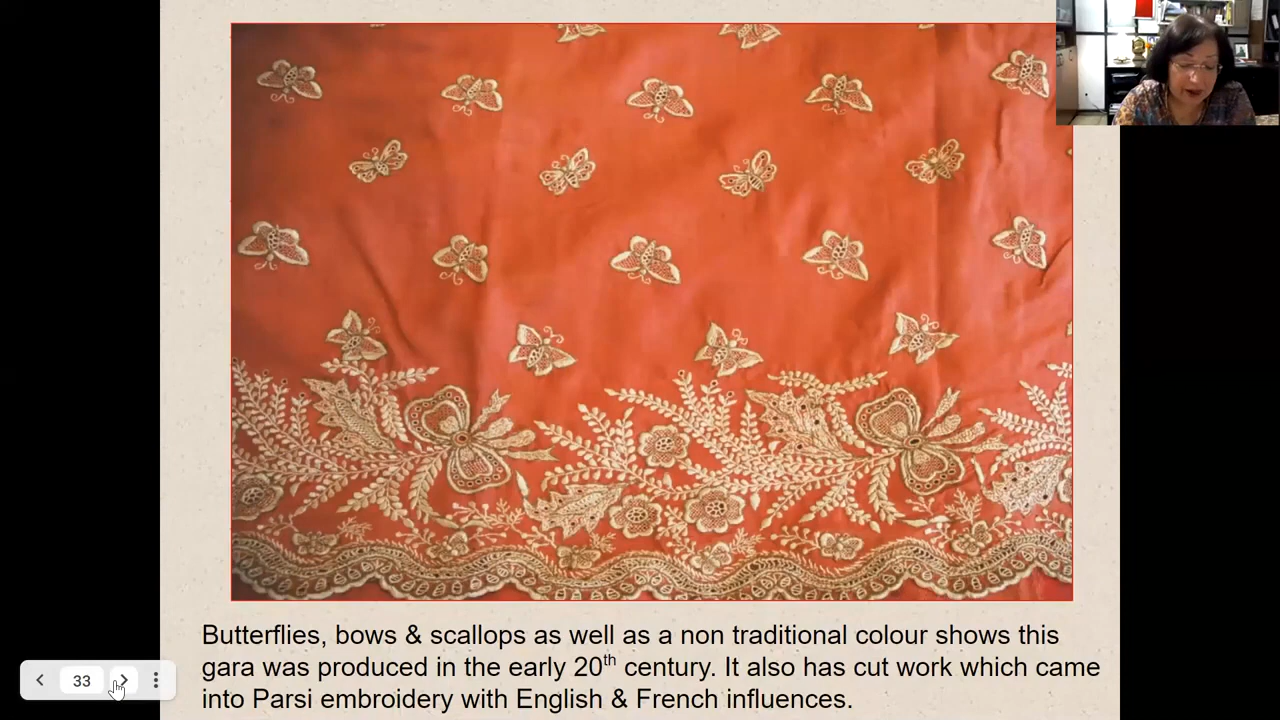 Butterflies, bows & scallops as well as a non traditional colour shows this
gara was produced in the early 20th century. It also has cut work which came
into Parsi embroidery with English & French influences.
33